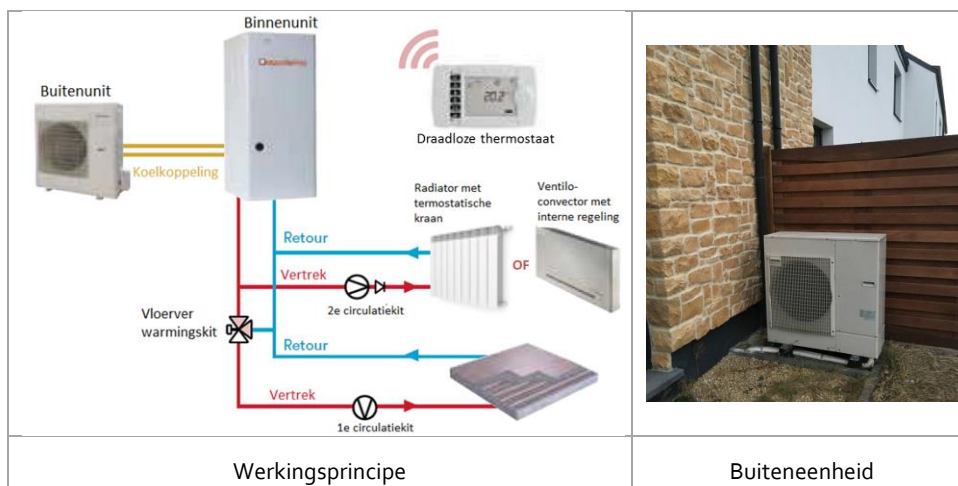 Binnenunit
Buitenunit
20.2°
Draadloze thermostaat
Koelkoppeling
Radiator met
termostatische
kraan
Ventilo-
convector met
interne regeling
Retour
OF
Vertrek
2e circulatiekit
Vloerver
warmingskit
Retour
Vertrek
1e circulatiekit
Werkingsprincipe
Buiteneenheid